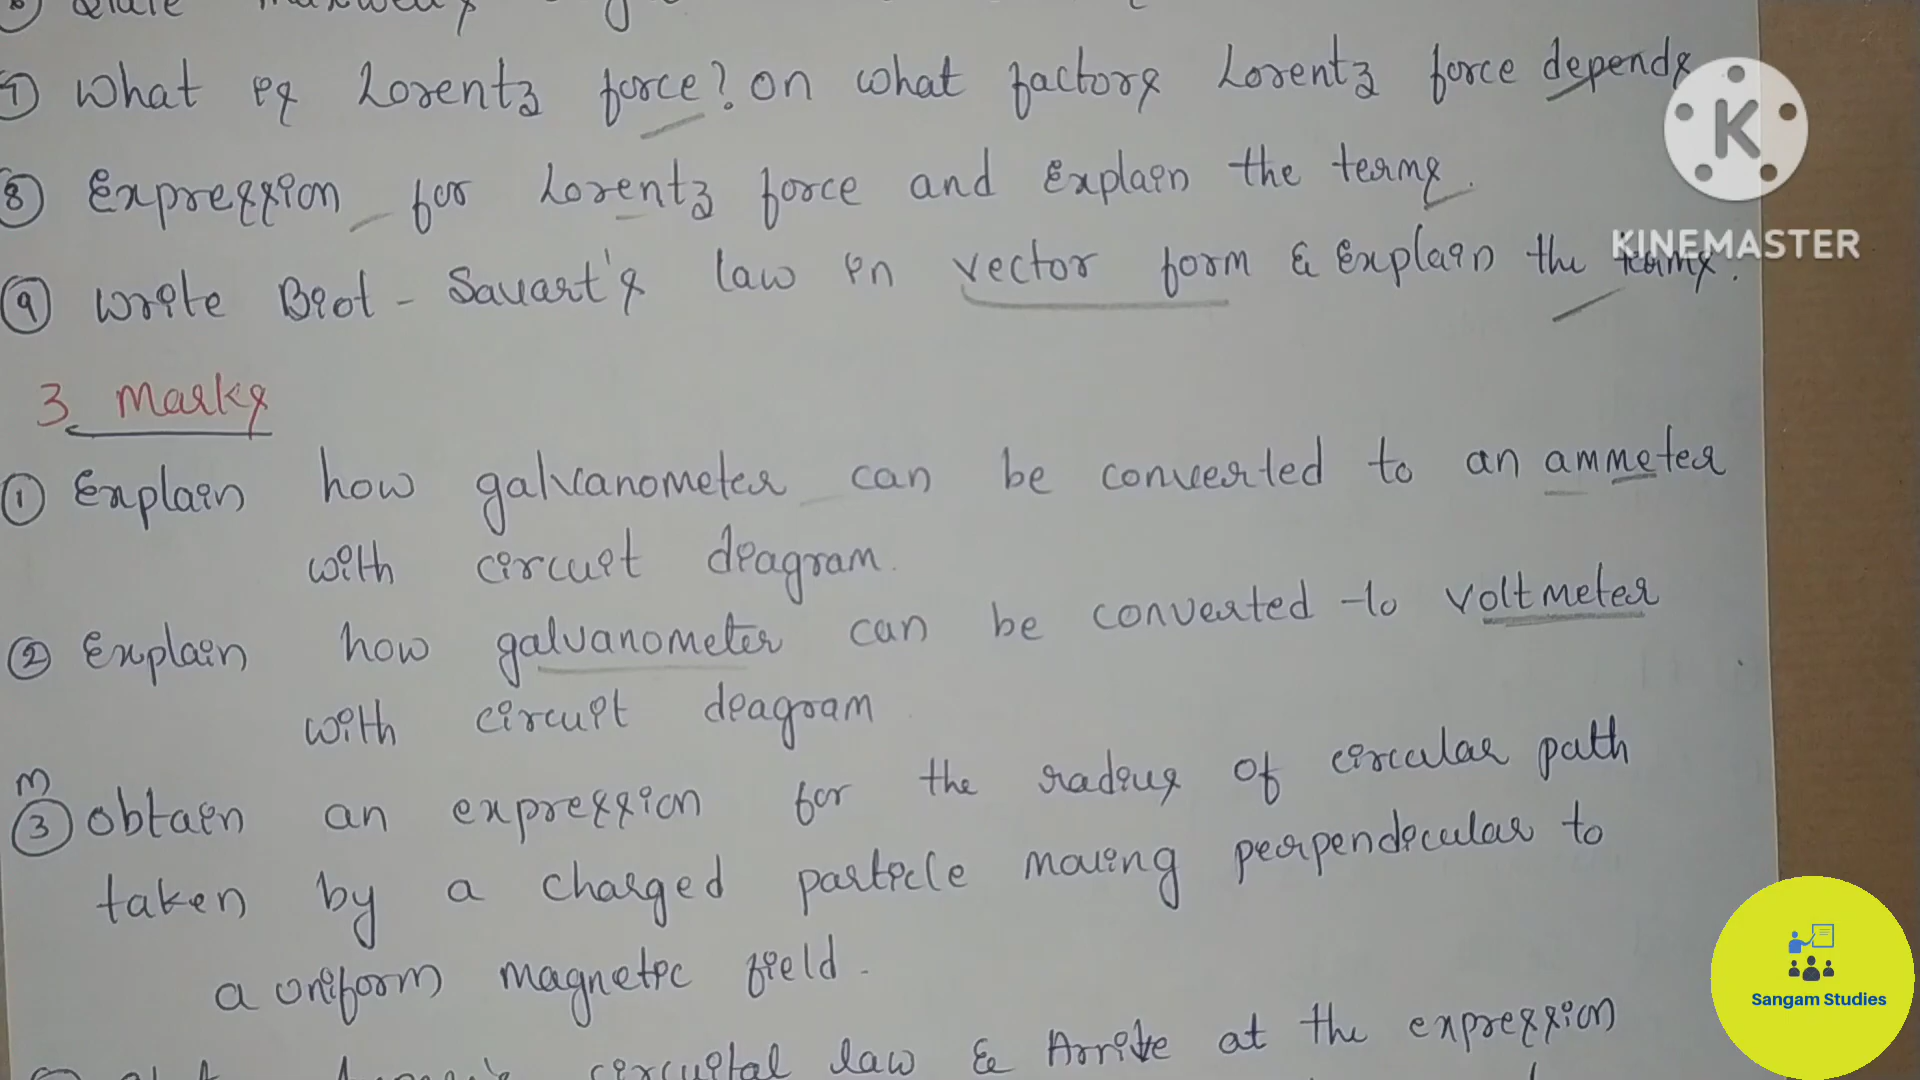 7 What is Lorentz force? on what factors Lorentz force depends
8 Expression for Lorentz force and Explain the terms.
9 Write Biot - Savart's law in vector form & Explain the terms.
KINEMASTER
3 Marks
1 Explain how galvanometer can be converted to an ammeter
with circuit diagram.
2 Explain how galvanometer can be converted to voltmeter
with circuit diagram
M
3 obtain an expression for the radius of circular path
taken by a charged particle moving perpendicular to
a uniform magnetic field.
circuital law & Arrive at the expression
Sangam Studies